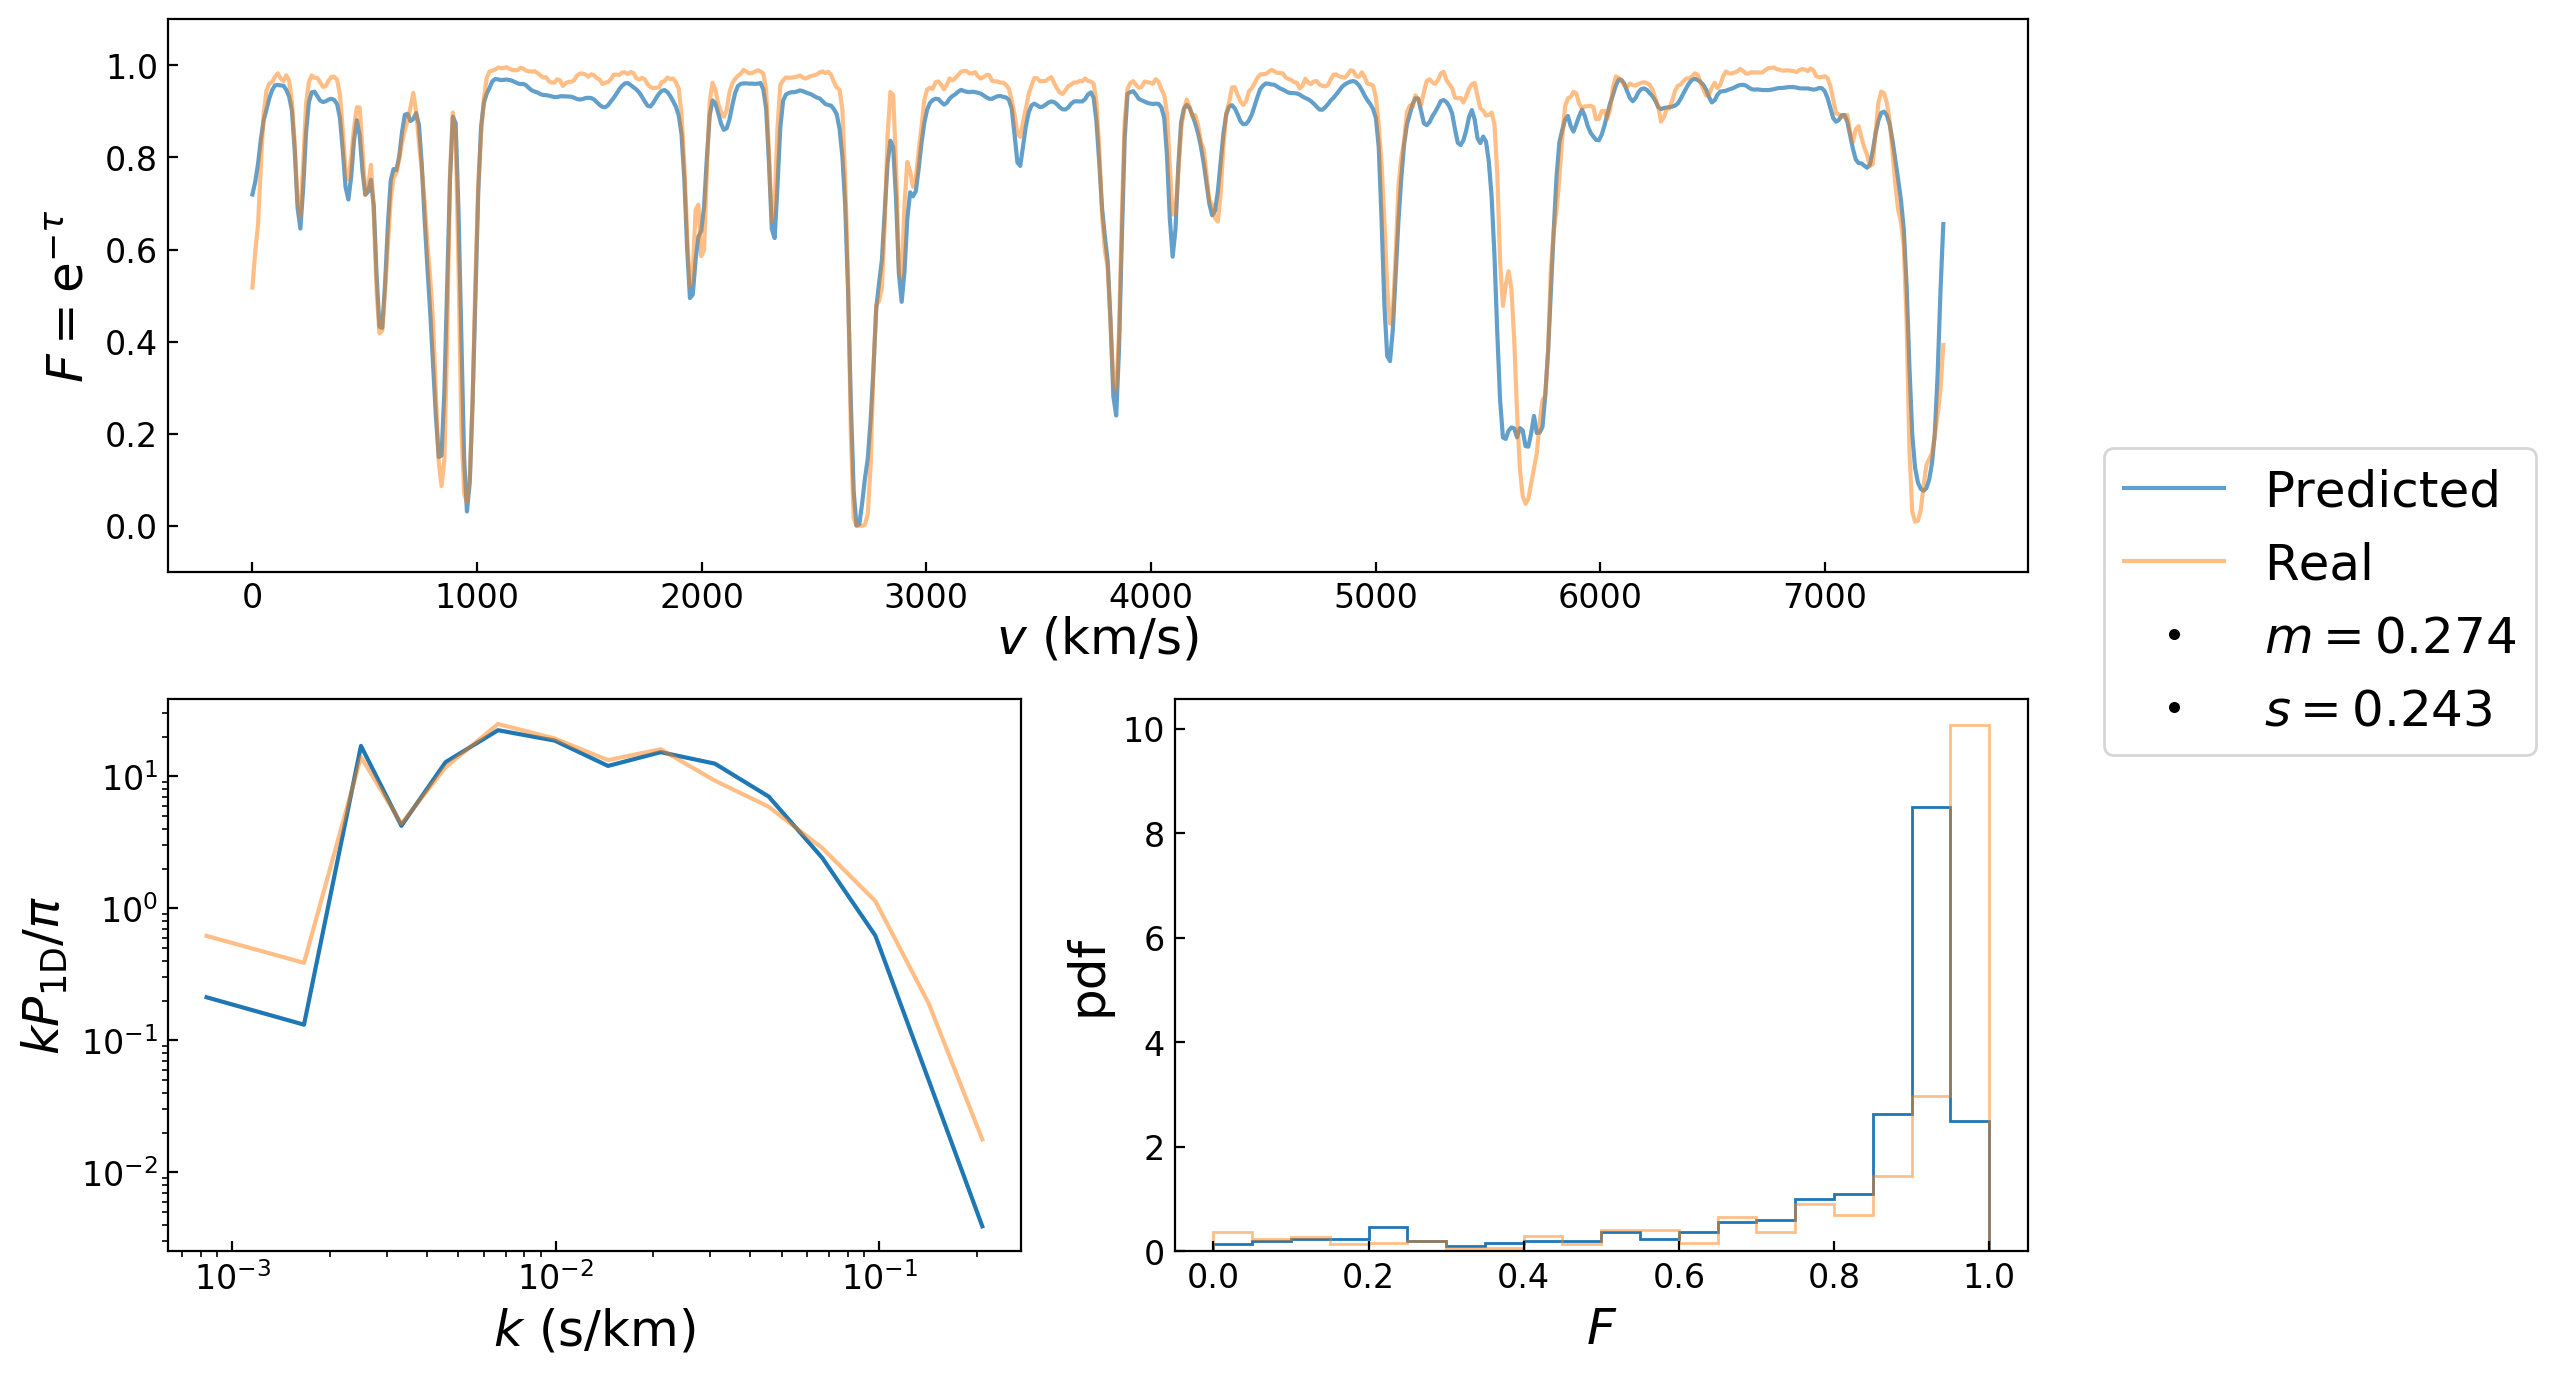 1.0
0.8
0.6
0.4
0.2
0.0
F = e^{−τ}
0 1000 2000 3000 4000 5000 6000 7000
v (km/s)
Predicted
Real
m = 0.274
s = 0.243
10^1
10^0
10^{−1}
10^{−2}
kP_{1D}/π
10^{−3} 10^{−2} 10^{−1}
k (s/km)
10
8
6
4
2
0
pdf
0.0 0.2 0.4 0.6 0.8 1.0
F